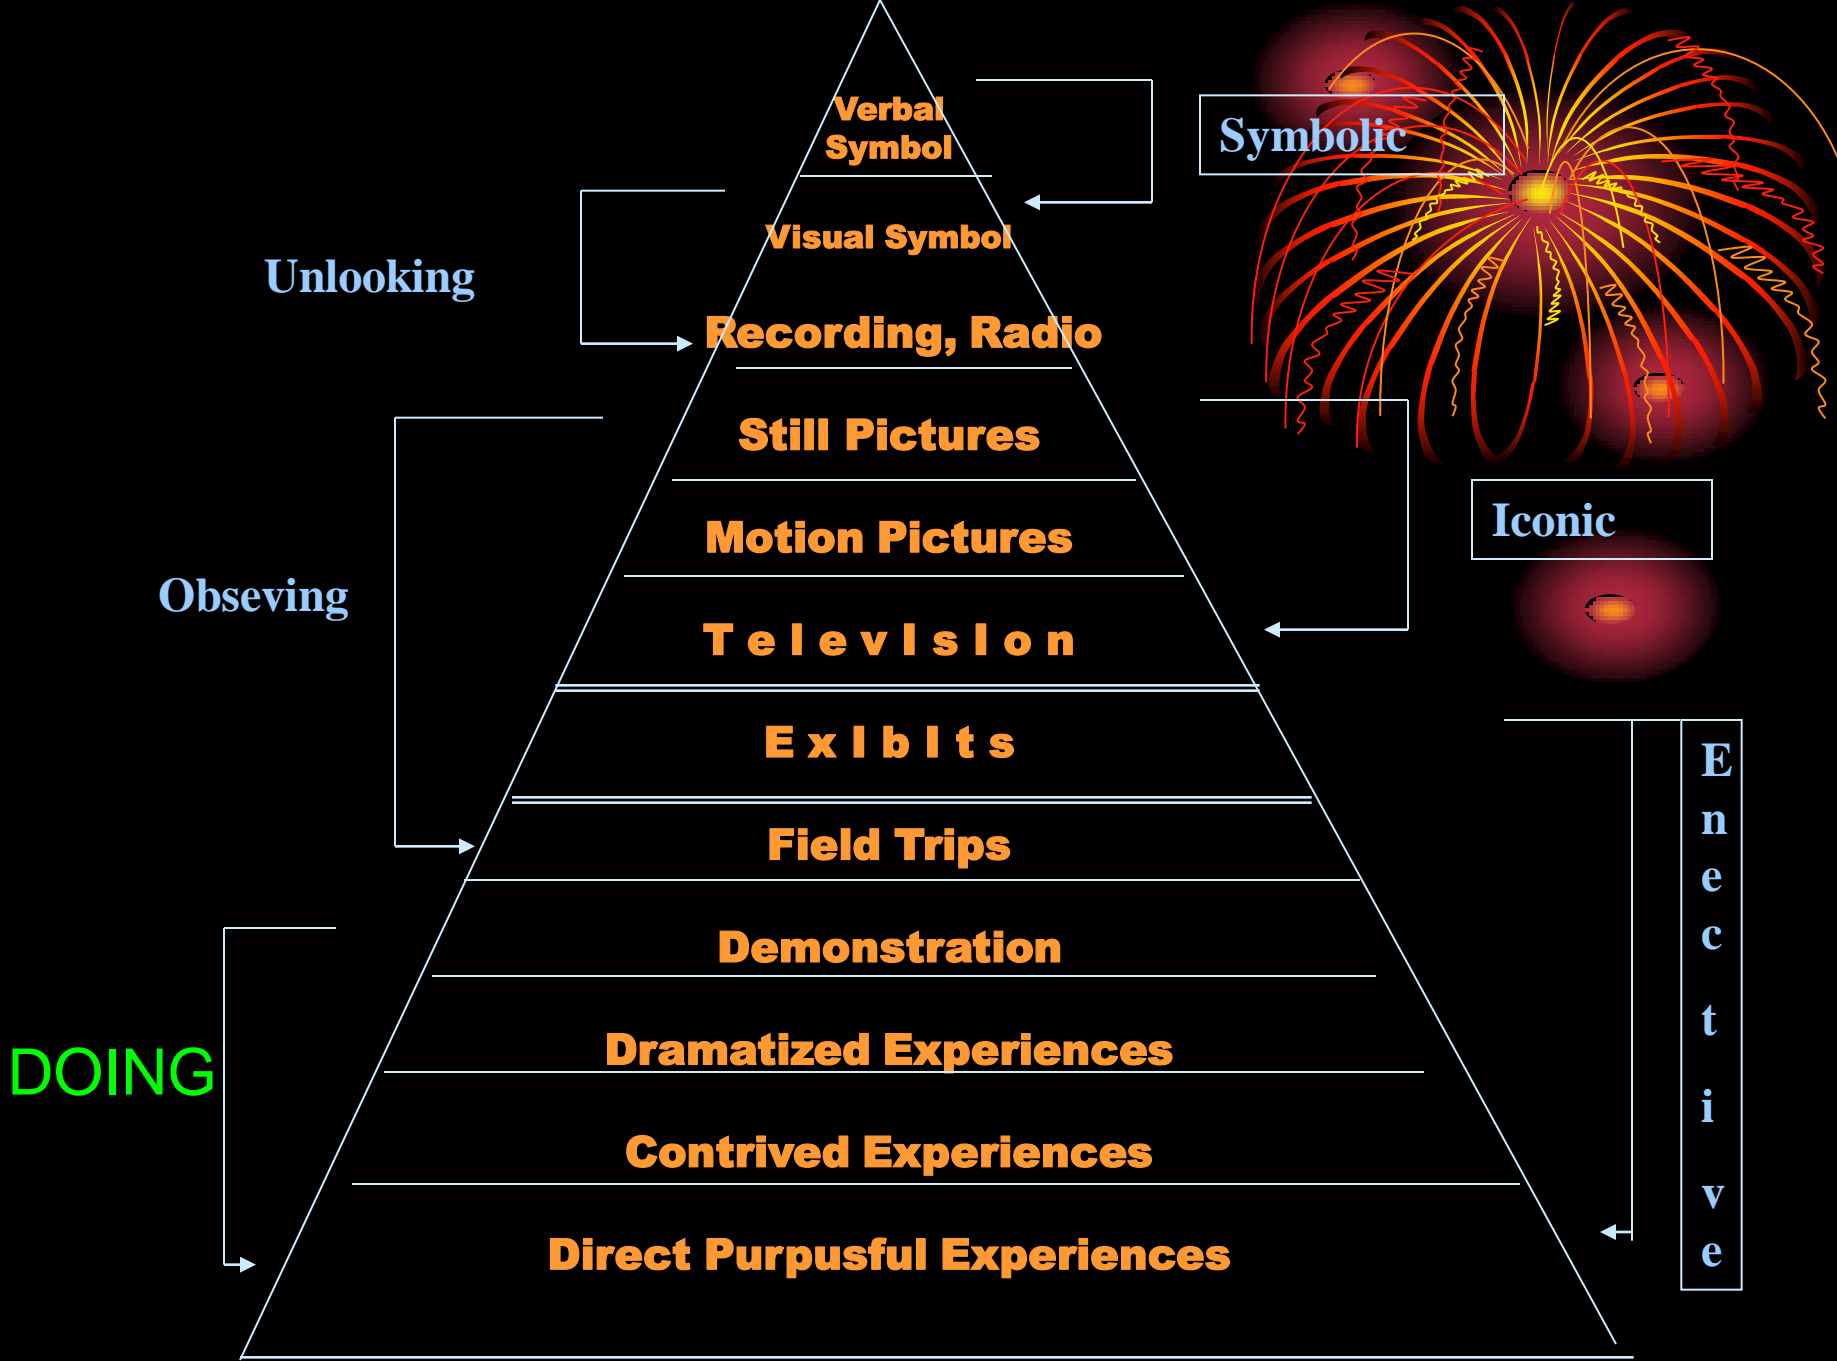 Verbal
Symbol
Symbolic
Visual Symbol
Unlooking
Recording, Radio
Still Pictures
Iconic
Motion Pictures
Obseving
T e l e v I s I o n
E x I b I t s
E
n
e
c
t
i
v
e
Field Trips
Demonstration
DOING
Dramatized Experiences
Contrived Experiences
Direct Purpusful Experiences